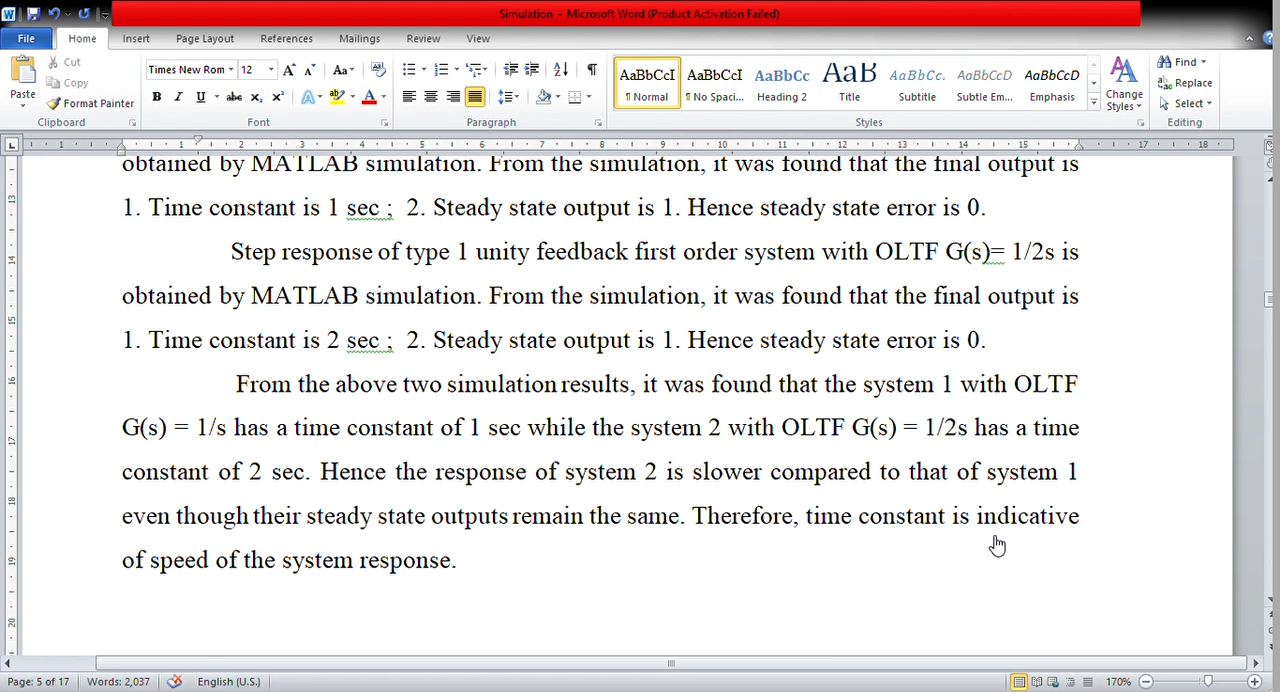 Simulation - Microsoft Word (Product Activation Failed)
File Home Insert Page Layout References Mailings Review View
Paste
Cut
Copy
Format Painter
Clipboard
Times New Rom 12
Font
Paragraph
AaBbCcI AaBbCcI AaBbCc AaB AaBbCc. AaBbCcD AaBbCcD
¶ Normal ¶ No Spaci... Heading 2 Title Subtitle Subtle Em... Emphasis
Styles
Change Styles
Find
Replace
Select
Editing
obtained by MATLAB simulation. From the simulation, it was found that the final output is
1. Time constant is 1 sec ; 2. Steady state output is 1. Hence steady state error is 0.
Step response of type 1 unity feedback first order system with OLTF G(s)= 1/2s is
obtained by MATLAB simulation. From the simulation, it was found that the final output is
1. Time constant is 2 sec ; 2. Steady state output is 1. Hence steady state error is 0.
From the above two simulation results, it was found that the system 1 with OLTF
G(s) = 1/s has a time constant of 1 sec while the system 2 with OLTF G(s) = 1/2s has a time
constant of 2 sec. Hence the response of system 2 is slower compared to that of system 1
even though their steady state outputs remain the same. Therefore, time constant is indicative
of speed of the system response.
Page: 5 of 17 Words: 2,037 English (U.S.) 170%